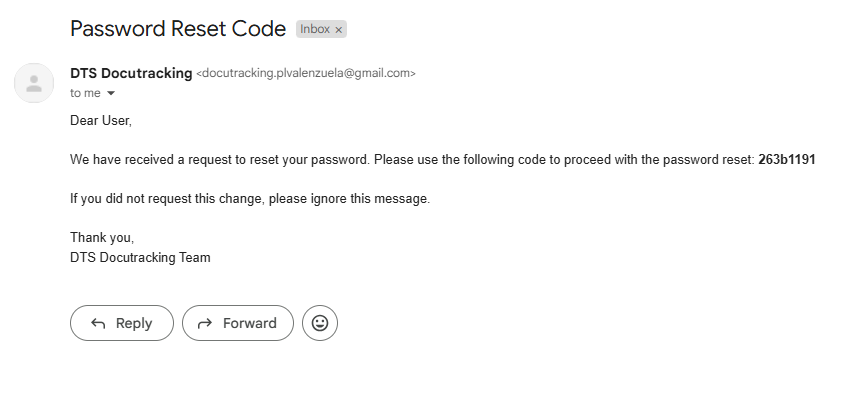 Password Reset Code Inbox ×
DTS Docutracking <docutracking.plvalenzuela@gmail.com>
to me
Dear User,
We have received a request to reset your password. Please use the following code to proceed with the password reset: 263b1191
If you did not request this change, please ignore this message.
Thank you,
DTS Docutracking Team
Reply Forward